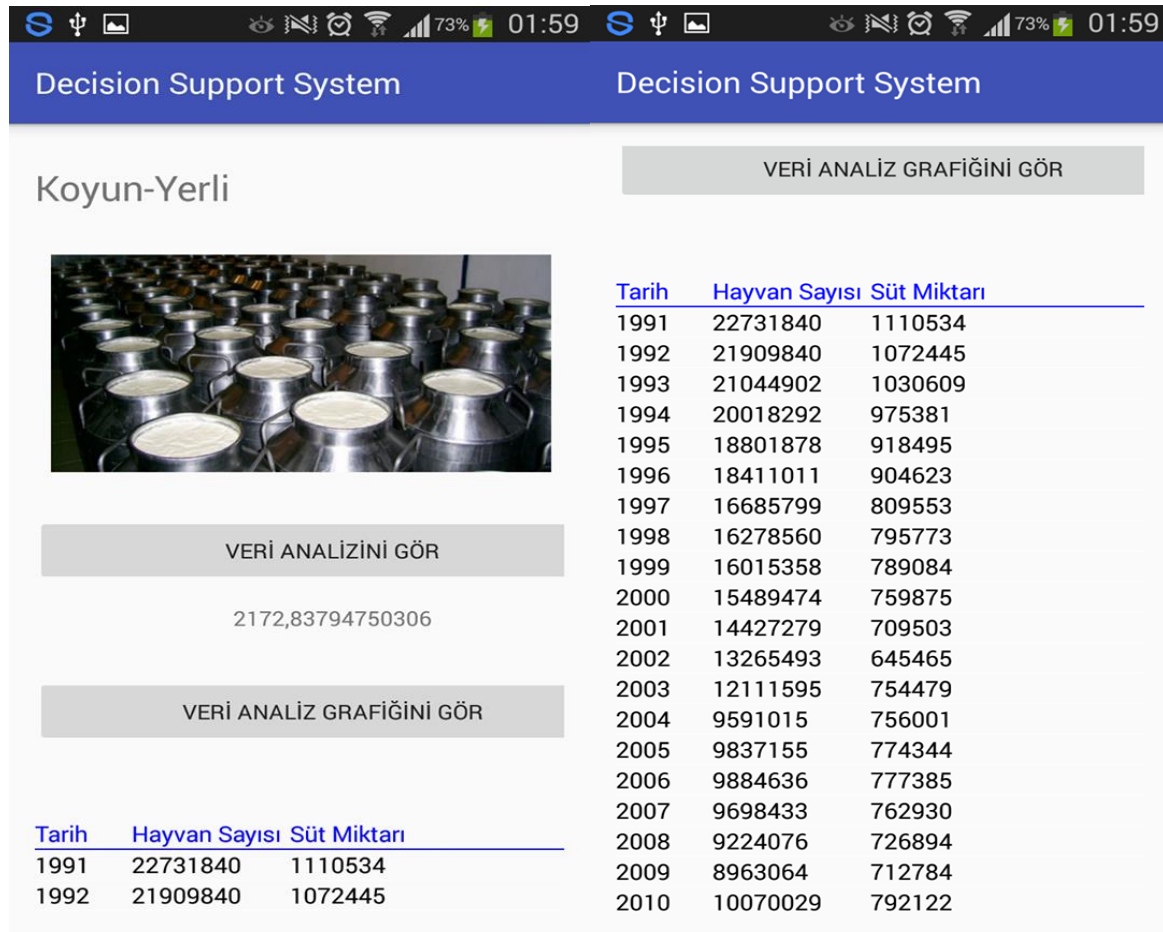 73% 01:59
Decision Support System
Koyun-Yerli
VERİ ANALİZİNİ GÖR
2172,83794750306
VERİ ANALİZ GRAFİĞİNİ GÖR
Tarih Hayvan Sayısı Süt Miktarı
1991 22731840 1110534
1992 21909840 1072445
73% 01:59
Decision Support System
VERİ ANALİZ GRAFİĞİNİ GÖR
Tarih Hayvan Sayısı Süt Miktarı
1991 22731840 1110534
1992 21909840 1072445
1993 21044902 1030609
1994 20018292 975381
1995 18801878 918495
1996 18411011 904623
1997 16685799 809553
1998 16278560 795773
1999 16015358 789084
2000 15489474 759875
2001 14427279 709503
2002 13265493 645465
2003 12111595 754479
2004 9591015 756001
2005 9837155 774344
2006 9884636 777385
2007 9698433 762930
2008 9224076 726894
2009 8963064 712784
2010 10070029 792122